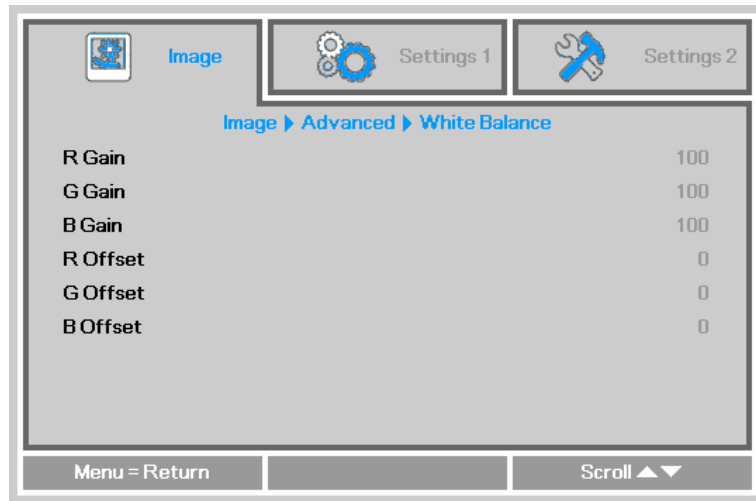 Image Settings 1 Settings 2
Image ▶ Advanced ▶ White Balance
R Gain 100
G Gain 100
B Gain 100
R Offset 0
G Offset 0
B Offset 0
Menu = Return Scroll ▲▼